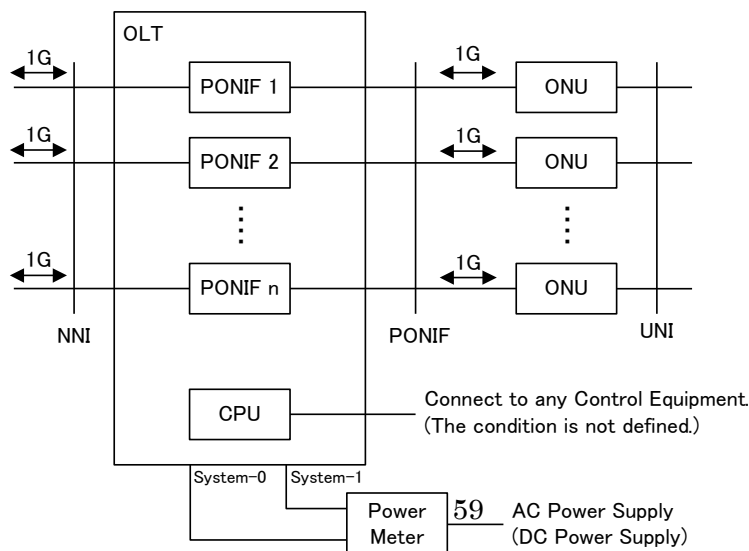 OLT
1G
PONIF 1
1G
ONU
1G
PONIF 2
1G
ONU
1G
PONIF n
1G
ONU
NNI
PONIF
UNI
CPU
Connect to any Control Equipment.
(The condition is not defined.)
System-0
System-1
Power
Meter
59
AC Power Supply
(DC Power Supply)